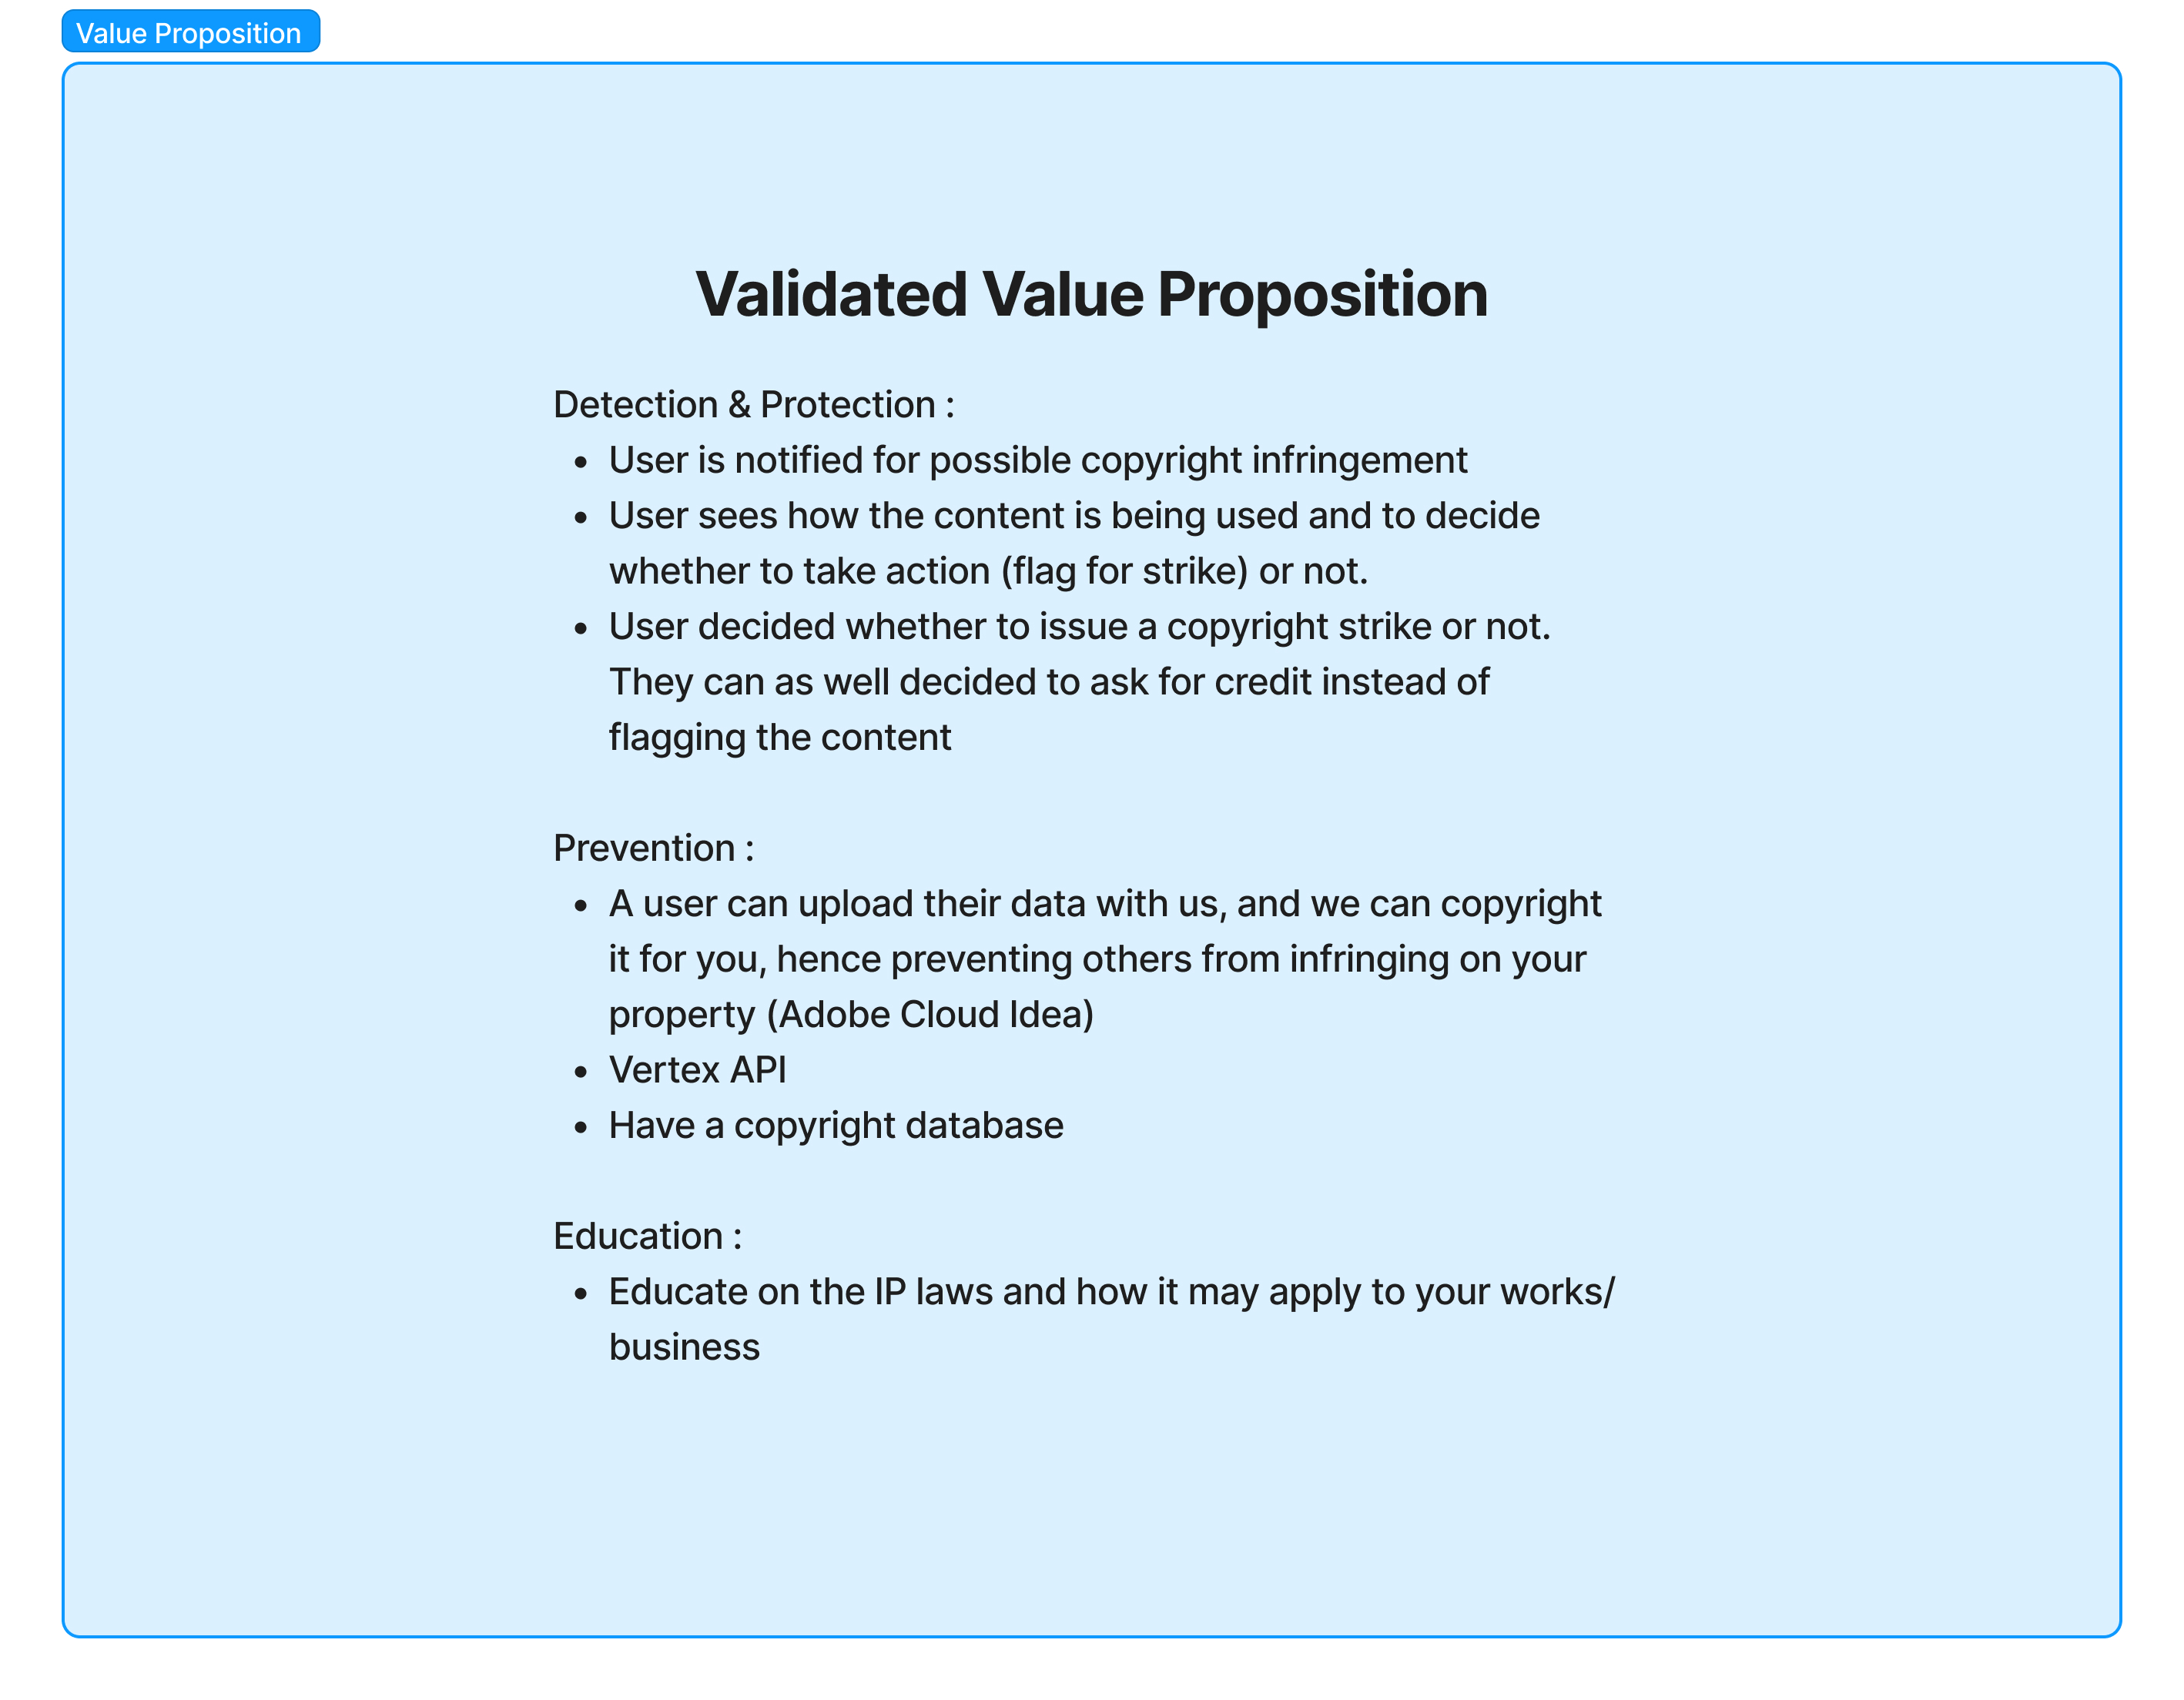 Value Proposition
Validated Value Proposition
Detection & Protection :
• User is notified for possible copyright infringement
• User sees how the content is being used and to decide
whether to take action (flag for strike) or not.
• User decided whether to issue a copyright strike or not.
They can as well decided to ask for credit instead of
flagging the content
Prevention :
• A user can upload their data with us, and we can copyright
it for you, hence preventing others from infringing on your
property (Adobe Cloud Idea)
• Vertex API
• Have a copyright database
Education :
• Educate on the IP laws and how it may apply to your works/
business